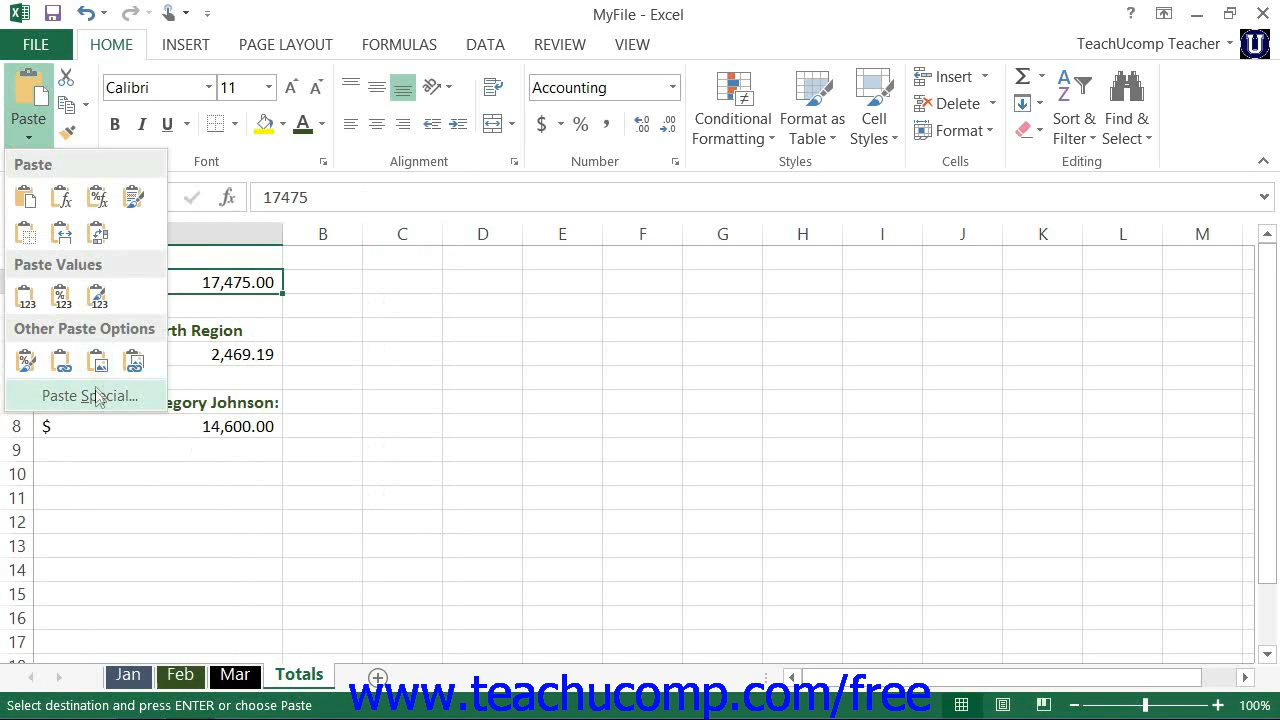 MyFile - Excel
?
FILE HOME INSERT PAGE LAYOUT FORMULAS DATA REVIEW VIEW TeachUcomp Teacher U
Calibri 11 Accounting Insert
Delete
Paste Conditional Formatting Format as Table Cell Styles Format Sort & Filter Find & Select
B I U A $ % ,
Font Alignment Number Styles Cells Editing
Paste
fx 17475
B C D E F G H I J K L M
Paste Values
17,475.00
Other Paste Options
rth Region
2,469.19
Paste Special...
egory Johnson:
8 $ 14,600.00
9
10
11
12
13
14
15
16
17
Jan Feb Mar Totals
www.teachucomp.com/free
Select destination and press ENTER or choose Paste 100%